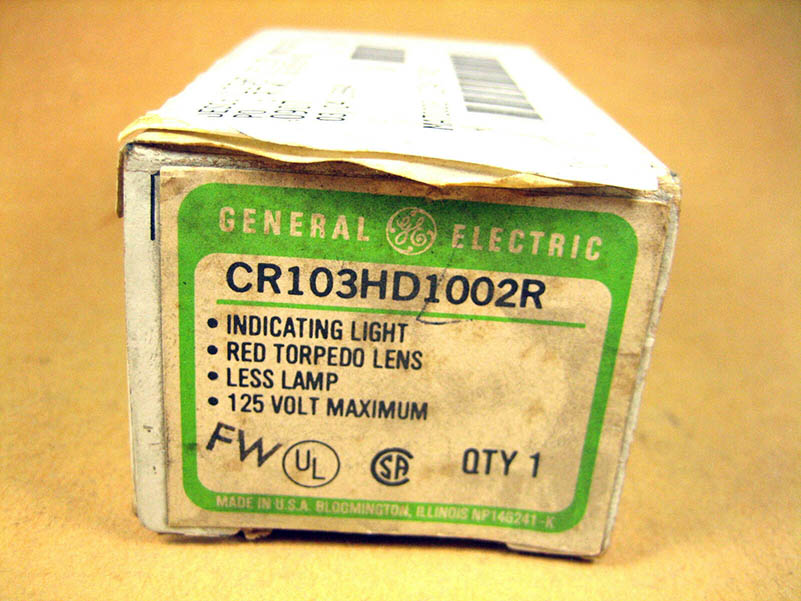 GENERAL GE ELECTRIC
CR103HD1002R
• INDICATING LIGHT
• RED TORPEDO LENS
• LESS LAMP
• 125 VOLT MAXIMUM
FW UL SA QTY 1
MADE IN U.S.A. BLOOMINGTON, ILLINOIS NP146241-K